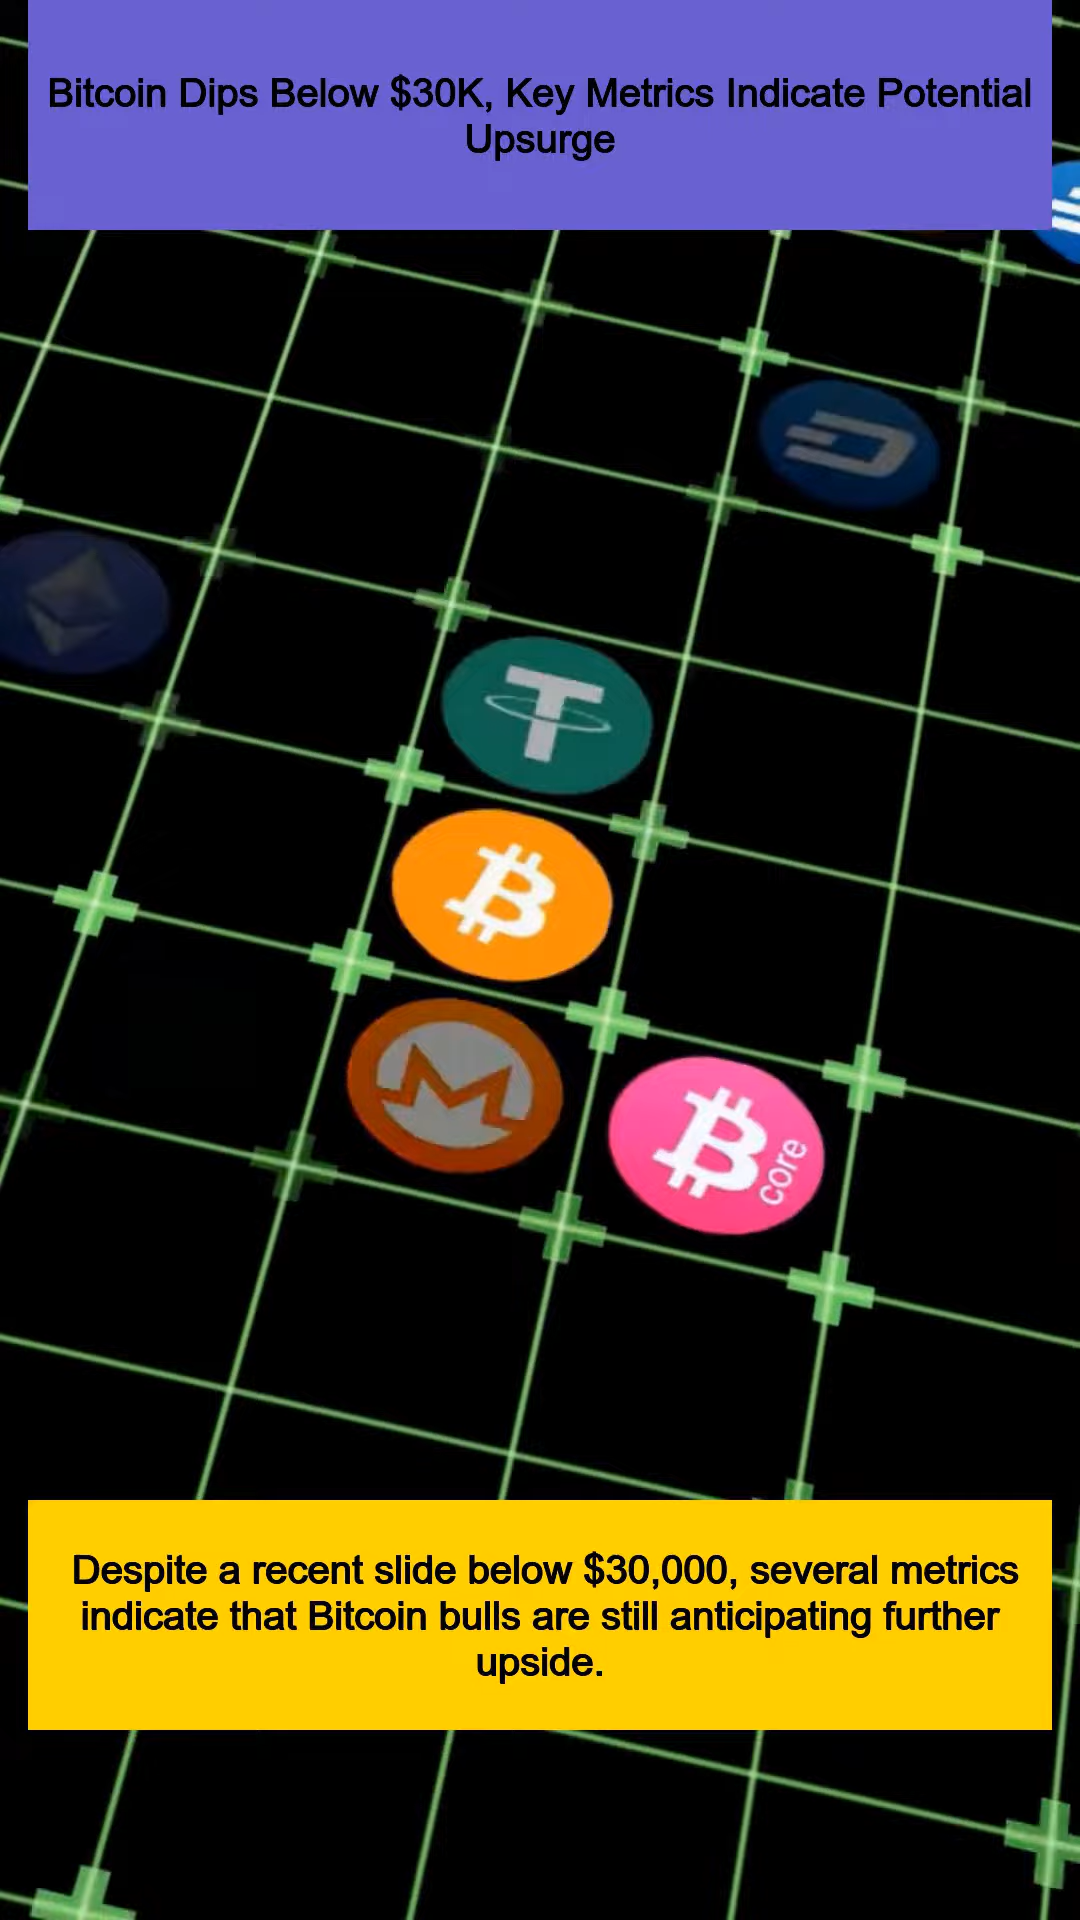 Bitcoin Dips Below $30K, Key Metrics Indicate Potential
Upsurge
core
Despite a recent slide below $30,000, several metrics
indicate that Bitcoin bulls are still anticipating further
upside.